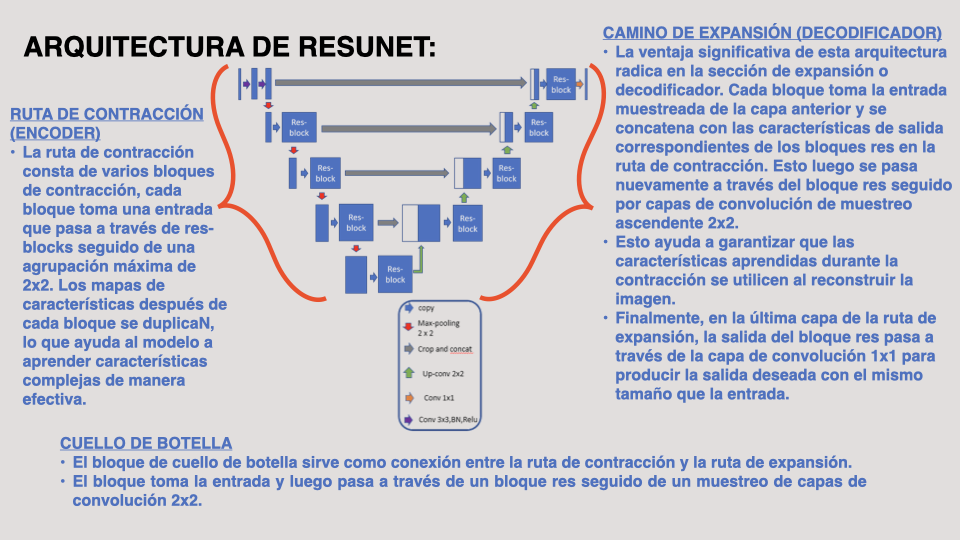 ARQUITECTURA DE RESUNET:
RUTA DE CONTRACCIÓN
(ENCODER)
• La ruta de contracción
consta de varios bloques
de contracción, cada
bloque toma una entrada
que pasa a través de res-
blocks seguido de una
agrupación máxima de
2x2. Los mapas de
características después de
cada bloque se duplicaN,
lo que ayuda al modelo a
aprender características
complejas de manera
efectiva.
Res-
block
Res-
block
Res-
block
Res-
block
Res-
block
Res-
block
Res-
block
Res-
block
Res-
block
copy
Max-pooling
2 x 2
Crop and concat
Up-conv 2x2
Conv 1x1
Conv 3x3,BN,Relu
CAMINO DE EXPANSIÓN (DECODIFICADOR)
• La ventaja significativa de esta arquitectura
radica en la sección de expansión o
decodificador. Cada bloque toma la entrada
muestreada de la capa anterior y se
concatena con las características de salida
correspondientes de los bloques res en la
ruta de contracción. Esto luego se pasa
nuevamente a través del bloque res seguido
por capas de convolución de muestreo
ascendente 2x2.
• Esto ayuda a garantizar que las
características aprendidas durante la
contracción se utilicen al reconstruir la
imagen.
• Finalmente, en la última capa de la ruta de
expansión, la salida del bloque res pasa a
través de la capa de convolución 1x1 para
producir la salida deseada con el mismo
tamaño que la entrada.
CUELLO DE BOTELLA
• El bloque de cuello de botella sirve como conexión entre la ruta de contracción y la ruta de expansión.
• El bloque toma la entrada y luego pasa a través de un bloque res seguido de un muestreo de capas de
convolución 2x2.